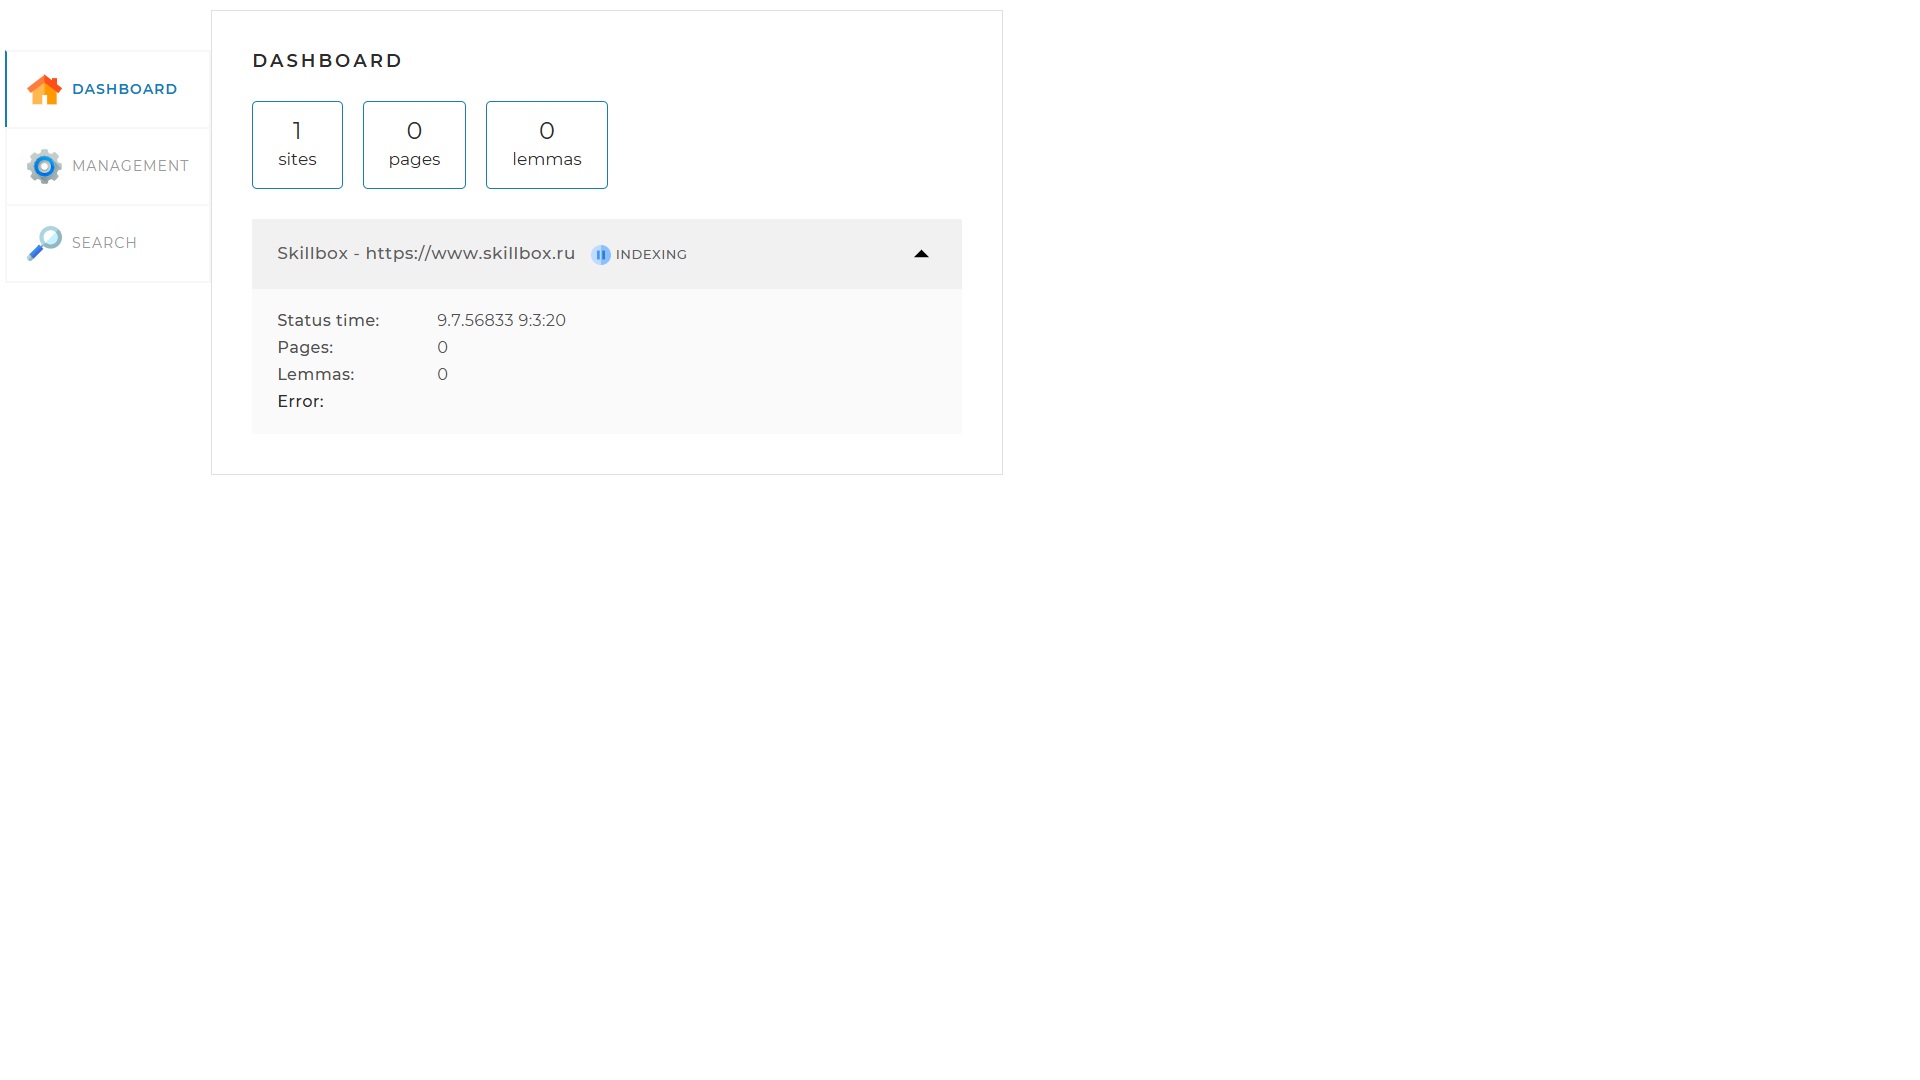 DASHBOARD
MANAGEMENT
SEARCH
DASHBOARD
1
sites
0
pages
0
lemmas
Skillbox - https://www.skillbox.ru INDEXING
Status time: 9.7.56833 9:3:20
Pages: 0
Lemmas: 0
Error: